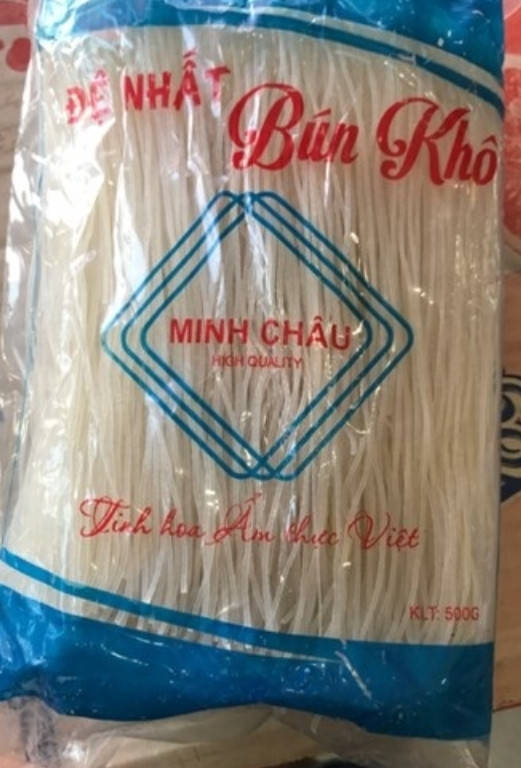 ĐỆ NHẤT
Bún Khô
MINH CHÂU
HIGH QUALITY
Tinh hoa Ẩm thực Việt
KLT: 500G